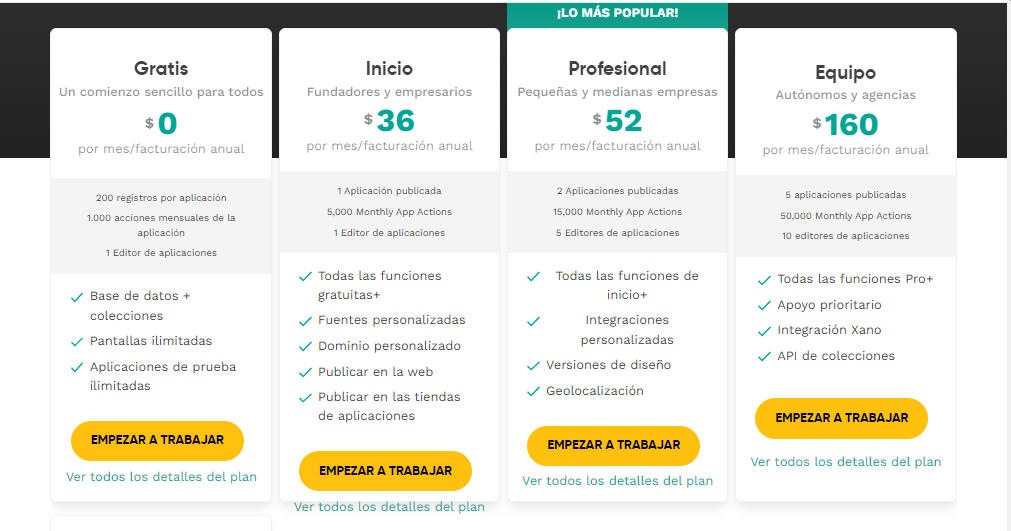 ¡LO MÁS POPULAR!
Gratis
Un comienzo sencillo para todos
$ 0
por mes/facturación anual
200 registros por aplicación
1.000 acciones mensuales de la
aplicación
1 Editor de aplicaciones
Base de datos +
colecciones
Pantallas ilimitadas
Aplicaciones de prueba
ilimitadas
EMPEZAR A TRABAJAR
Ver todos los detalles del plan
Inicio
Fundadores y empresarios
$ 36
por mes/facturación anual
1 Aplicación publicada
5,000 Monthly App Actions
1 Editor de aplicaciones
Todas las funciones
gratuitas+
Fuentes personalizadas
Dominio personalizado
Publicar en la web
Publicar en las tiendas
de aplicaciones
EMPEZAR A TRABAJAR
Ver todos los detalles del plan
Profesional
Pequeñas y medianas empresas
$ 52
por mes/facturación anual
2 Aplicaciones publicadas
15,000 Monthly App Actions
5 Editores de aplicaciones
Todas las funciones de
inicio+
Integraciones
personalizadas
Versiones de diseño
Geolocalización
EMPEZAR A TRABAJAR
Ver todos los detalles del plan
Equipo
Autónomos y agencias
$ 160
por mes/facturación anual
5 aplicaciones publicadas
50,000 Monthly App Actions
10 editores de aplicaciones
Todas las funciones Pro+
Apoyo prioritario
Integración Xano
API de colecciones
EMPEZAR A TRABAJAR
Ver todos los detalles del plan